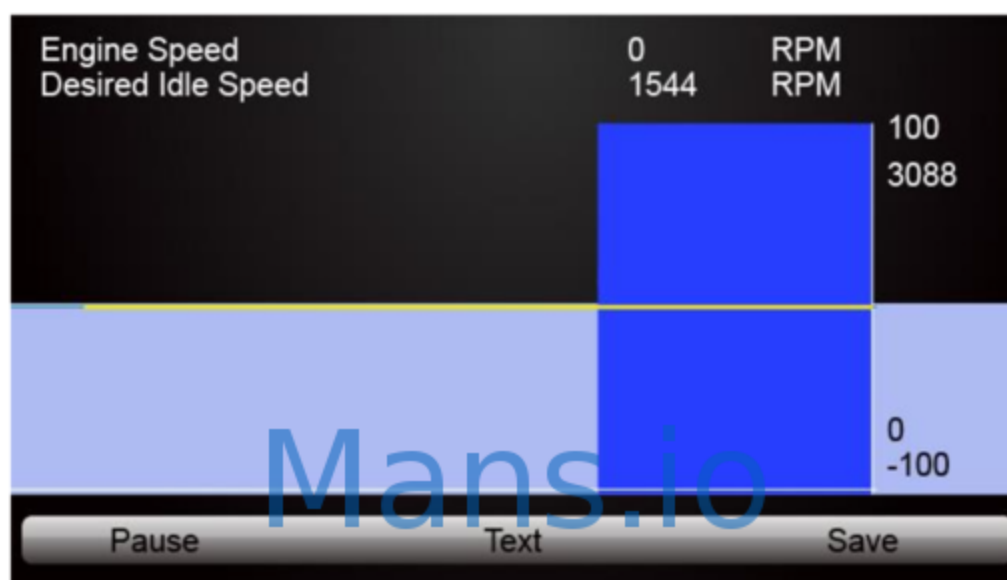 Engine Speed 0 RPM
Desired Idle Speed 1544 RPM
100
3088
0
-100
Mans.io
Pause Text Save